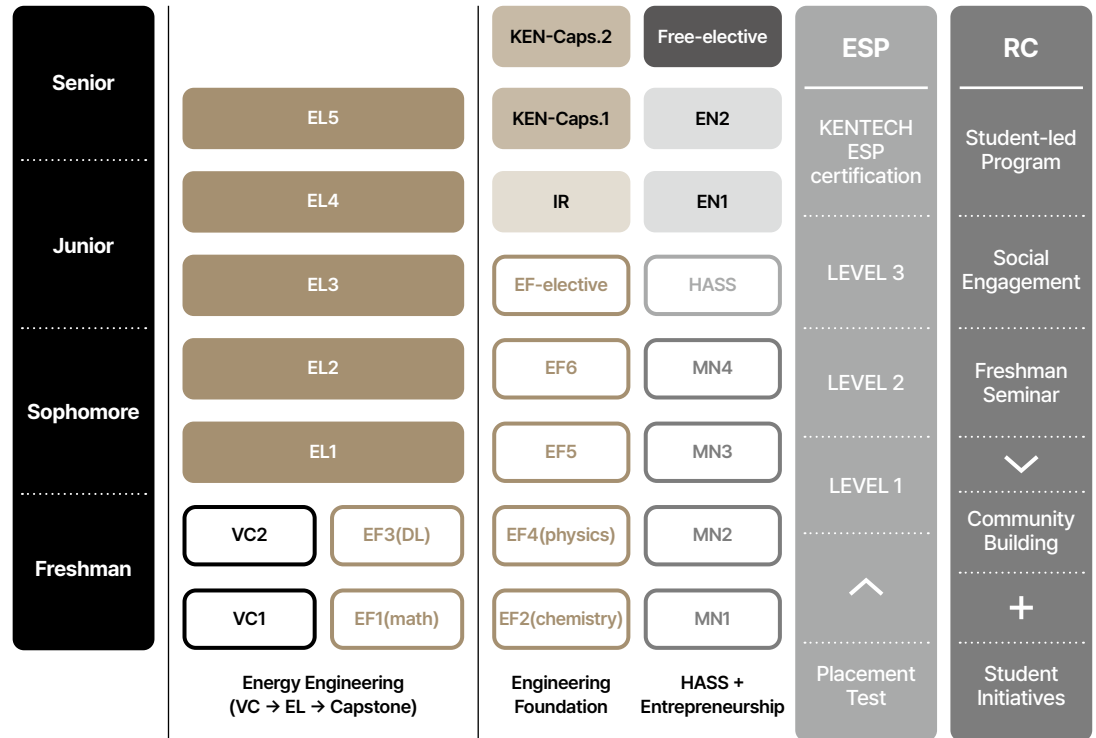 Senior
Junior
Sophomore
Freshman
EL5
EL4
EL3
EL2
EL1
VC2
EF3(DL)
VC1
EF1(math)
Energy Engineering
(VC → EL → Capstone)
KEN-Caps.2
KEN-Caps.1
IR
EF-elective
EF6
EF5
EF4(physics)
EF2(chemistry)
Engineering
Foundation
Free-elective
EN2
EN1
HASS
MN4
MN3
MN2
MN1
HASS +
Entrepreneurship
ESP
KENTECH
ESP
certification
LEVEL 3
LEVEL 2
LEVEL 1
Placement
Test
RC
Student-led
Program
Social
Engagement
Freshman
Seminar
Community
Building
+
Student
Initiatives